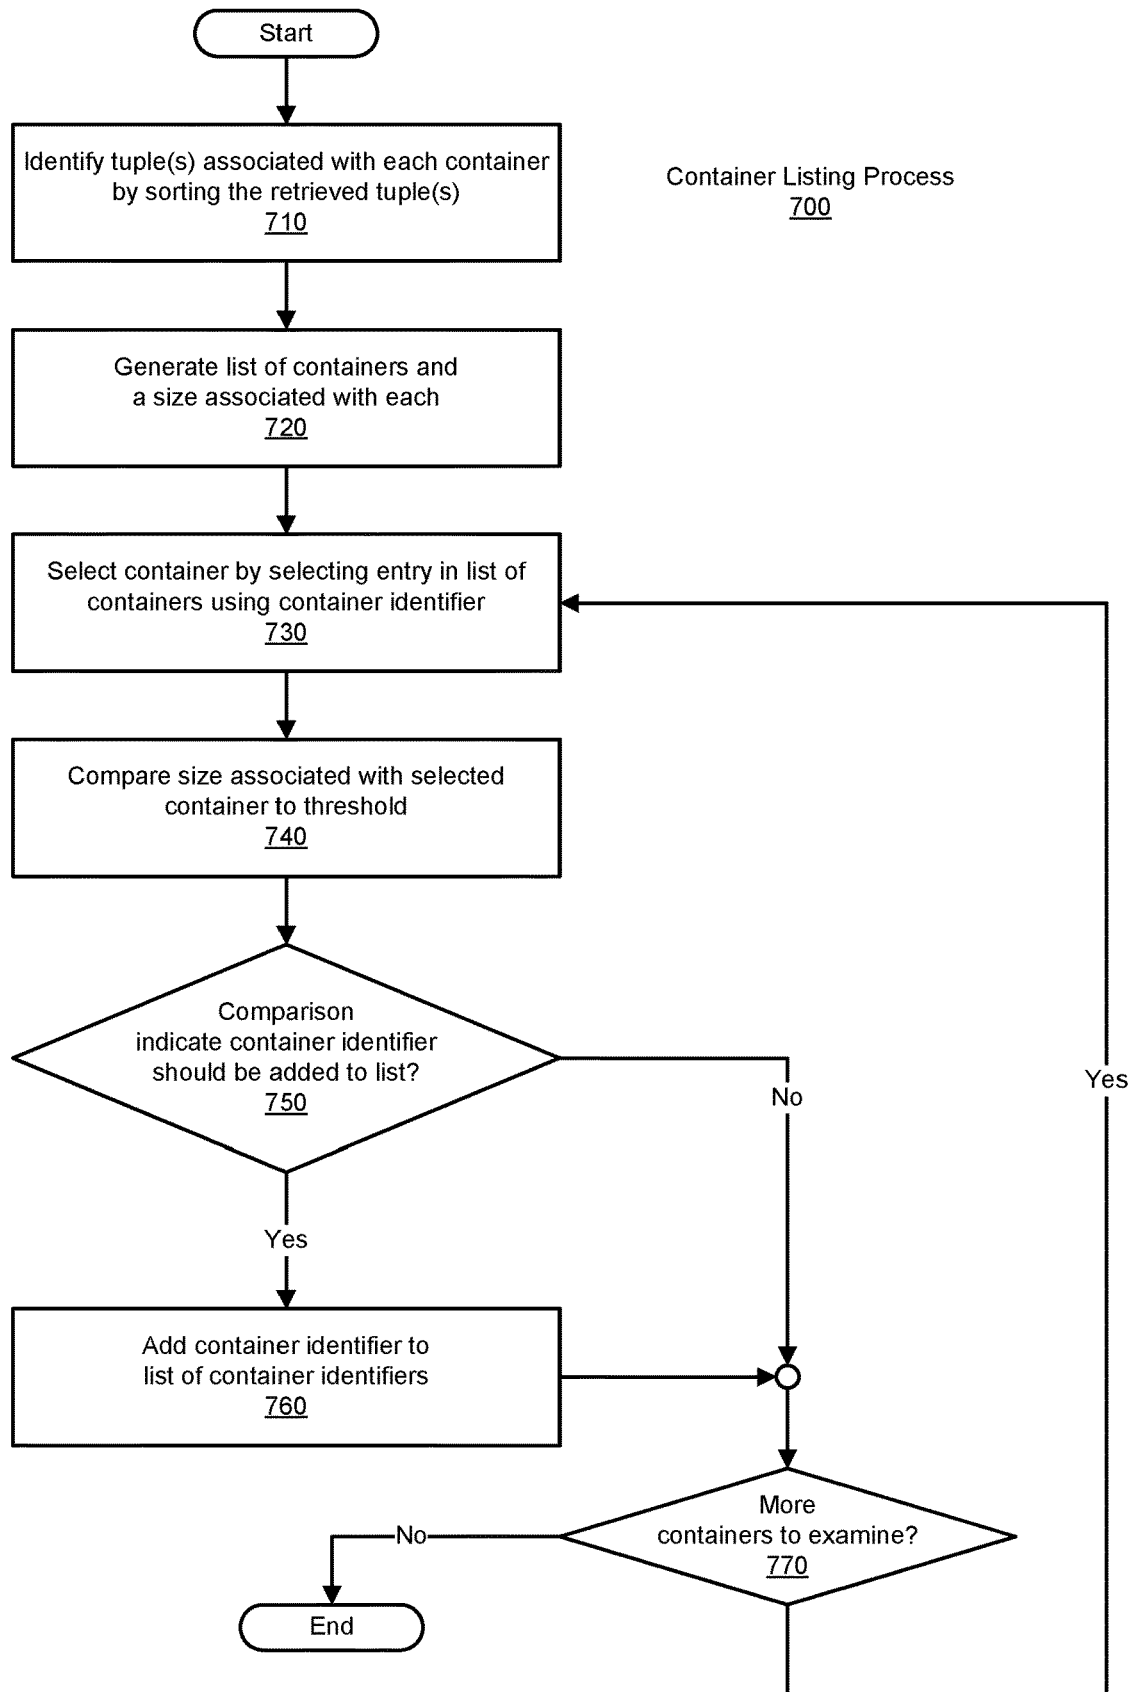 Start
Identify tuple(s) associated with each container
by sorting the retrieved tuple(s)
710
Container Listing Process
700
Generate list of containers and
a size associated with each
720
Select container by selecting entry in list of
containers using container identifier
730
Compare size associated with selected
container to threshold
740
Comparison
indicate container identifier
should be added to list?
750
No
Yes
Yes
Add container identifier to
list of container identifiers
760
More
containers to examine?
770
No
End